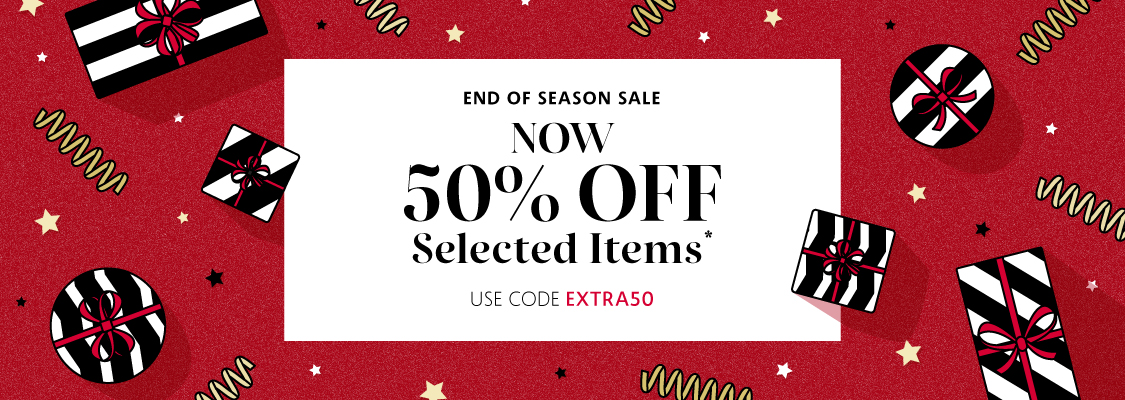 END OF SEASON SALE
NOW
50% OFF
Selected Items*
USE CODE EXTRA50